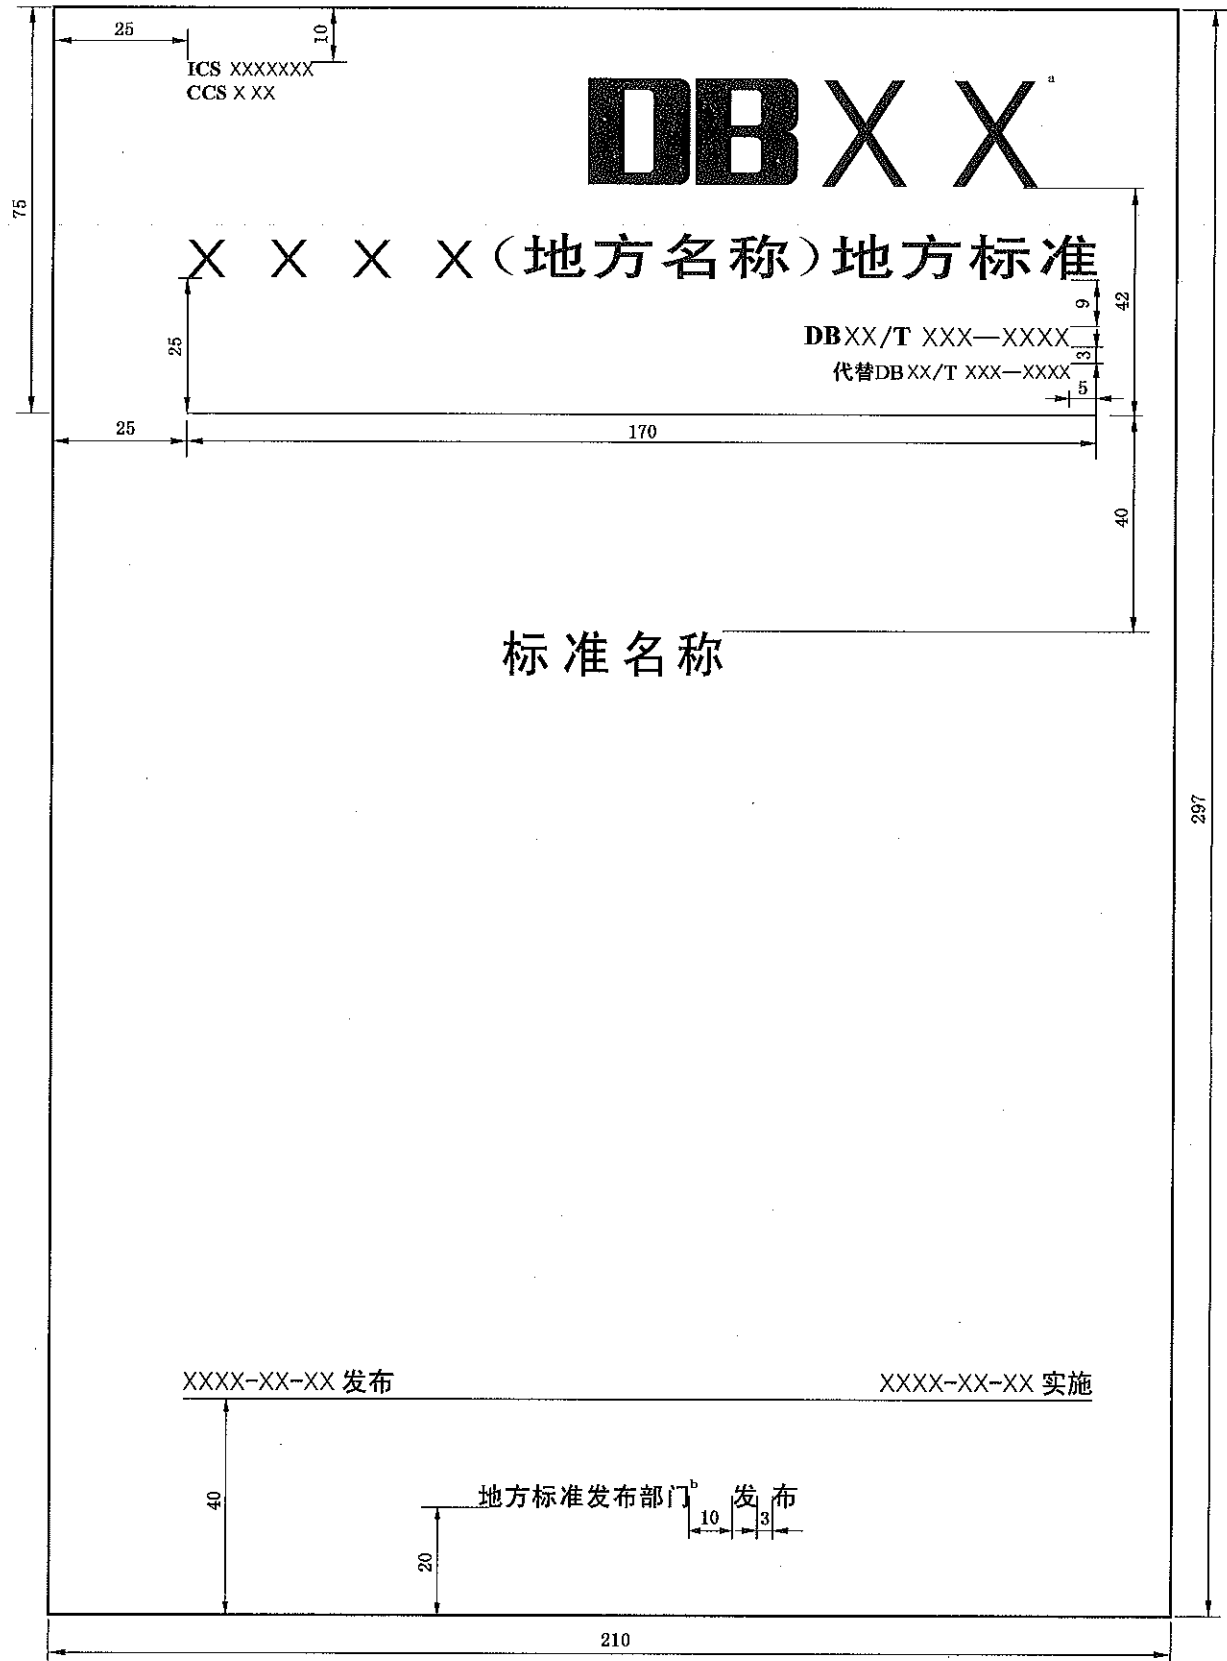 25
10
ICS XXXXXXX
CCS X XX
DBXX a
75
XXXX(地方名称)地方标准
9
42
25
DBXX/T XXX—XXXX
3
代替DBXX/T XXX—XXXX
5
25
170
40
标准名称
297
XXXX-XX-XX 发布
XXXX-XX-XX 实施
40
地方标准发布部门b 发布
10
3
20
210